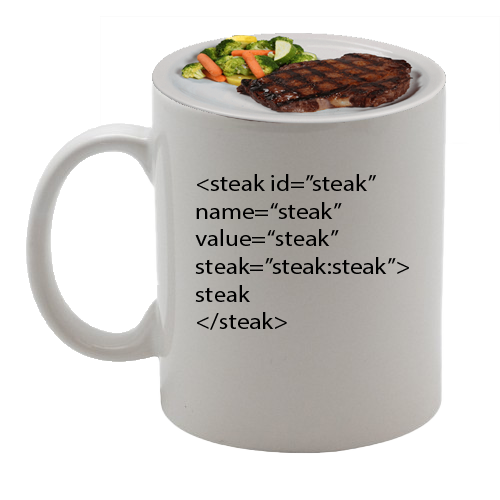 <steak id=”steak”
name=“steak”
value=“steak”
steak=”steak:steak”>
steak
</steak>